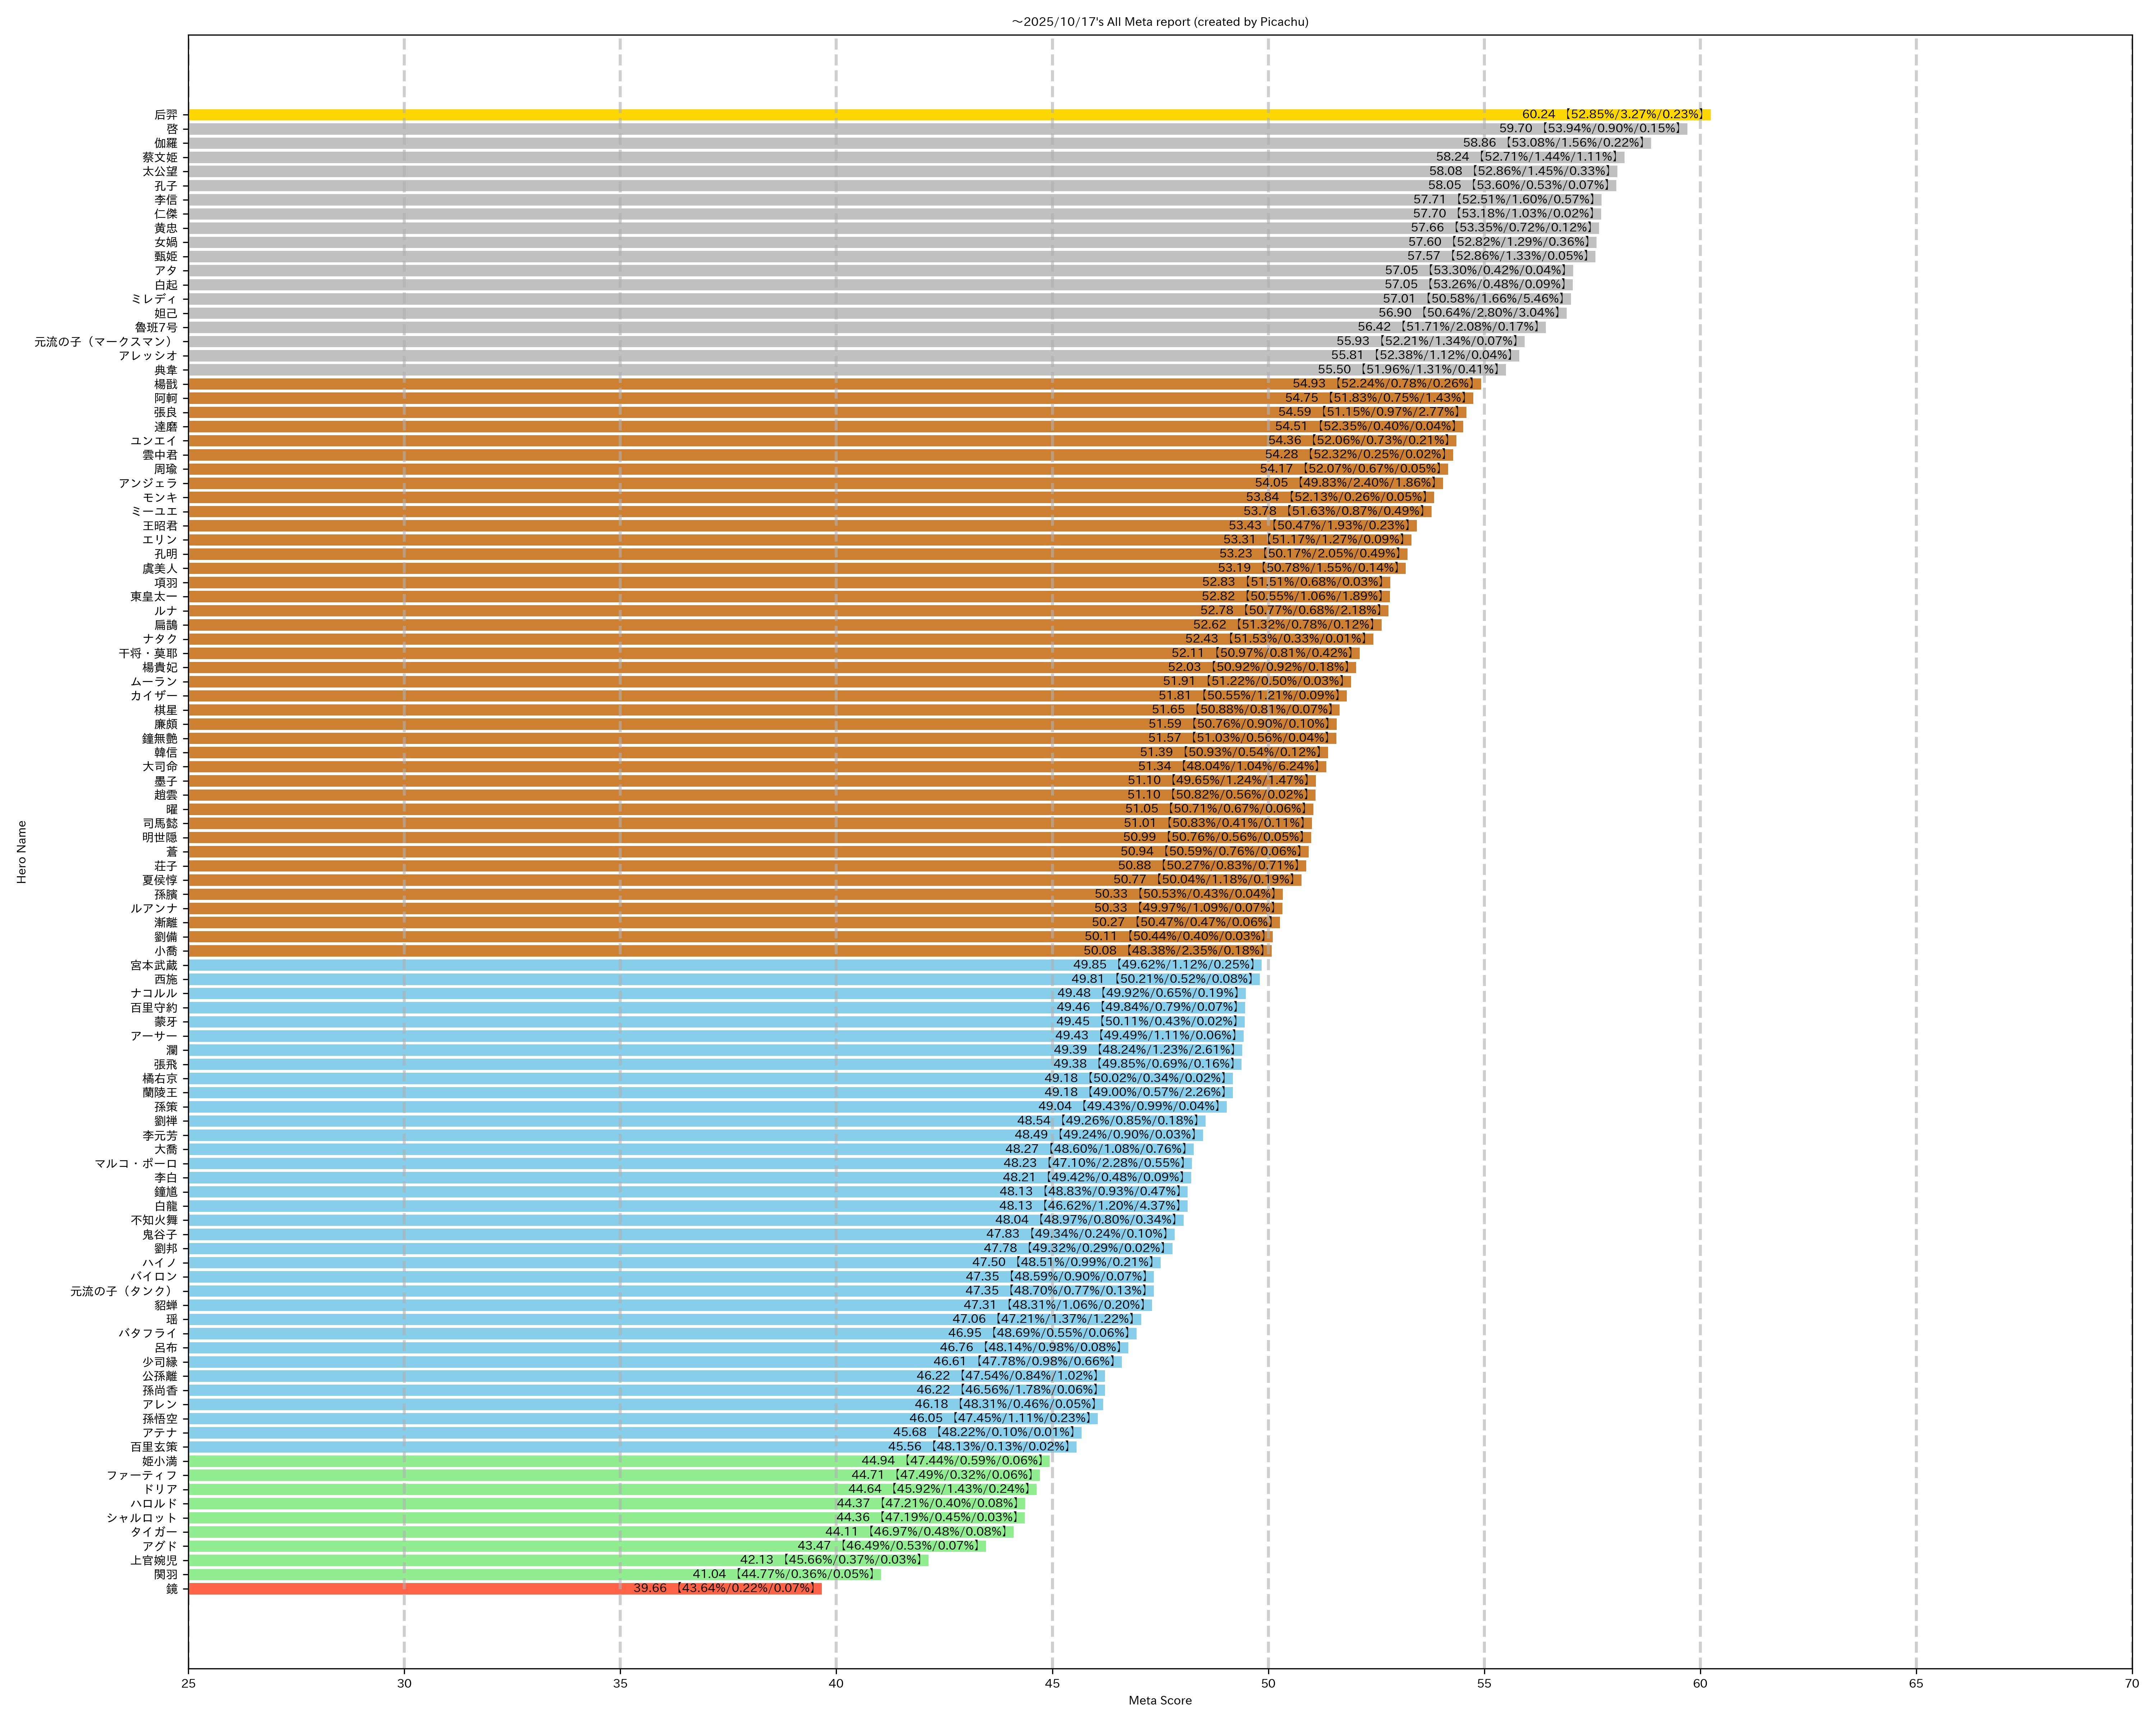 ～2025/10/17's All Meta report (created by Picachu)
Hero Name
后羿 60.24 【52.85%/3.27%/0.23%】
啓 59.70 【53.94%/0.90%/0.15%】
伽羅 58.86 【53.08%/1.56%/0.22%】
蔡文姫 58.24 【52.71%/1.44%/1.11%】
太公望 58.08 【52.86%/1.45%/0.33%】
孔子 58.05 【53.60%/0.53%/0.07%】
李信 57.71 【52.51%/1.60%/0.57%】
仁傑 57.70 【53.18%/1.03%/0.02%】
黄忠 57.66 【53.35%/0.72%/0.12%】
女媧 57.60 【52.82%/1.29%/0.36%】
甄姫 57.57 【52.86%/1.33%/0.05%】
アタ 57.05 【53.30%/0.42%/0.04%】
白起 57.05 【53.26%/0.48%/0.09%】
ミレディ 57.01 【50.58%/1.66%/5.46%】
妲己 56.90 【50.64%/2.80%/3.04%】
魯班7号 56.42 【51.71%/2.08%/0.17%】
元流の子（マークスマン） 55.93 【52.21%/1.34%/0.07%】
アレッシオ 55.81 【52.38%/1.12%/0.04%】
典韋 55.50 【51.96%/1.31%/0.41%】
楊戩 54.93 【52.24%/0.78%/0.26%】
阿軻 54.75 【51.83%/0.75%/1.43%】
張良 54.59 【51.15%/0.97%/2.77%】
達磨 54.51 【52.35%/0.40%/0.04%】
ユンエイ 54.36 【52.06%/0.73%/0.21%】
雲中君 54.28 【52.32%/0.25%/0.02%】
周瑜 54.17 【52.07%/0.67%/0.05%】
アンジェラ 54.05 【49.83%/2.40%/1.86%】
モンキ 53.84 【52.13%/0.26%/0.05%】
ミーユエ 53.78 【51.63%/0.87%/0.49%】
王昭君 53.43 【50.47%/1.93%/0.23%】
エリン 53.31 【51.17%/1.27%/0.09%】
孔明 53.23 【50.17%/2.05%/0.49%】
虞美人 53.19 【50.78%/1.55%/0.14%】
項羽 52.83 【51.51%/0.68%/0.03%】
東皇太一 52.82 【50.55%/1.06%/1.89%】
ルナ 52.78 【50.77%/0.68%/2.18%】
扁鵲 52.62 【51.32%/0.78%/0.12%】
ナタク 52.43 【51.53%/0.33%/0.01%】
干将・莫耶 52.11 【50.97%/0.81%/0.42%】
楊貴妃 52.03 【50.92%/0.92%/0.18%】
ムーラン 51.91 【51.22%/0.50%/0.03%】
カイザー 51.81 【50.55%/1.21%/0.09%】
棋星 51.65 【50.88%/0.81%/0.07%】
廉頗 51.59 【50.76%/0.90%/0.10%】
鐘無艶 51.57 【51.03%/0.56%/0.04%】
韓信 51.39 【50.93%/0.54%/0.12%】
大司命 51.34 【48.04%/1.04%/6.24%】
墨子 51.10 【49.65%/1.24%/1.47%】
趙雲 51.10 【50.82%/0.56%/0.02%】
曜 51.05 【50.71%/0.67%/0.06%】
司馬懿 51.01 【50.83%/0.41%/0.11%】
明世隠 50.99 【50.76%/0.56%/0.05%】
蒼 50.94 【50.59%/0.76%/0.06%】
荘子 50.88 【50.27%/0.83%/0.71%】
夏侯惇 50.77 【50.04%/1.18%/0.19%】
孫臏 50.33 【50.53%/0.43%/0.04%】
ルアンナ 50.33 【49.97%/1.09%/0.07%】
漸離 50.27 【50.47%/0.47%/0.06%】
劉備 50.11 【50.44%/0.40%/0.03%】
小喬 50.08 【48.38%/2.35%/0.18%】
宮本武蔵 49.85 【49.62%/1.12%/0.25%】
西施 49.81 【50.21%/0.52%/0.08%】
ナコルル 49.48 【49.92%/0.65%/0.19%】
百里守約 49.46 【49.84%/0.79%/0.07%】
蒙牙 49.45 【50.11%/0.43%/0.02%】
アーサー 49.43 【49.49%/1.11%/0.06%】
瀾 49.39 【48.24%/1.23%/2.61%】
張飛 49.38 【49.85%/0.69%/0.16%】
橘右京 49.18 【50.02%/0.34%/0.02%】
蘭陵王 49.18 【49.00%/0.57%/2.26%】
孫策 49.04 【49.43%/0.99%/0.04%】
劉禅 48.54 【49.26%/0.85%/0.18%】
李元芳 48.49 【49.24%/0.90%/0.03%】
大喬 48.27 【48.60%/1.08%/0.76%】
マルコ・ポーロ 48.23 【47.10%/2.28%/0.55%】
李白 48.21 【49.42%/0.48%/0.09%】
鐘馗 48.13 【48.83%/0.93%/0.47%】
白龍 48.13 【46.62%/1.20%/4.37%】
不知火舞 48.04 【48.97%/0.80%/0.34%】
鬼谷子 47.83 【49.34%/0.24%/0.10%】
劉邦 47.78 【49.32%/0.29%/0.02%】
ハイノ 47.50 【48.51%/0.99%/0.21%】
バイロン 47.35 【48.59%/0.90%/0.07%】
元流の子（タンク） 47.35 【48.70%/0.77%/0.13%】
貂蝉 47.31 【48.31%/1.06%/0.20%】
瑶 47.06 【47.21%/1.37%/1.22%】
バタフライ 46.95 【48.69%/0.55%/0.06%】
呂布 46.76 【48.14%/0.98%/0.08%】
少司縁 46.61 【47.78%/0.98%/0.66%】
公孫離 46.22 【47.54%/0.84%/1.02%】
孫尚香 46.22 【46.56%/1.78%/0.06%】
アレン 46.18 【48.31%/0.46%/0.05%】
孫悟空 46.05 【47.45%/1.11%/0.23%】
アテナ 45.68 【48.22%/0.10%/0.01%】
百里玄策 45.56 【48.13%/0.13%/0.02%】
姫小満 44.94 【47.44%/0.59%/0.06%】
ファーティフ 44.71 【47.49%/0.32%/0.06%】
ドリア 44.64 【45.92%/1.43%/0.24%】
ハロルド 44.37 【47.21%/0.40%/0.08%】
シャルロット 44.36 【47.19%/0.45%/0.03%】
タイガー 44.11 【46.97%/0.48%/0.08%】
アグド 43.47 【46.49%/0.53%/0.07%】
上官婉児 42.13 【45.66%/0.37%/0.03%】
関羽 41.04 【44.77%/0.36%/0.05%】
鏡 39.66 【43.64%/0.22%/0.07%】
25 30 35 40 45 50 55 60 65 70
Meta Score